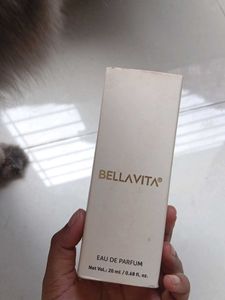 BELLAVITA®
EAU DE PARFUM
Net Vol.: 20 ml / 0.68 fl. oz.